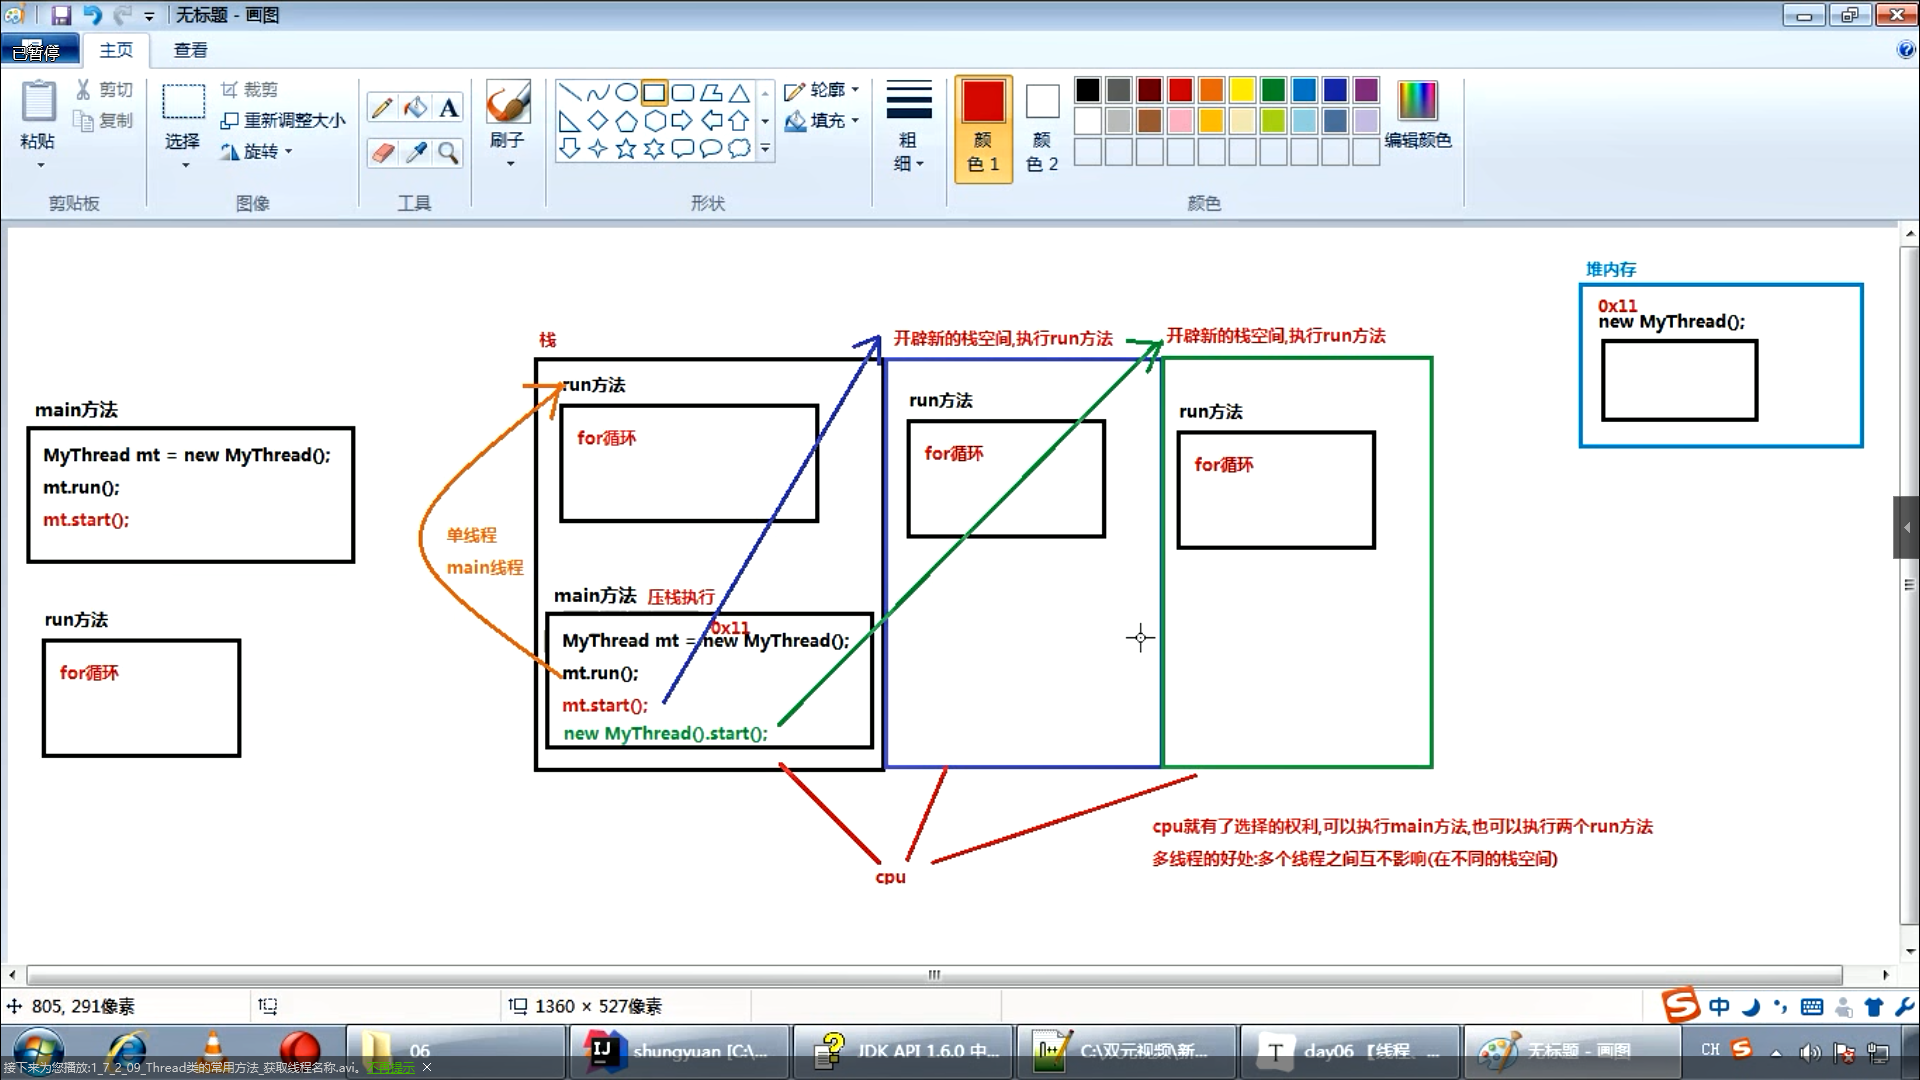 无标题 - 画图
已暂停
主页
查看
粘贴
剪切
复制
剪贴板
选择
裁剪
重新调整大小
旋转
图像
A
工具
刷子
轮廓
填充
形状
粗细
颜色 1
颜色 2
编辑颜色
颜色
堆内存
0x11
new MyThread();
栈
开辟新的栈空间,执行run方法
开辟新的栈空间,执行run方法
run方法
for循环
run方法
for循环
run方法
for循环
main方法
MyThread mt = new MyThread();
mt.run();
mt.start();
单线程
main线程
run方法
for循环
main方法 压栈执行
0x11
MyThread mt = new MyThread();
mt.run();
mt.start();
new MyThread().start();
cpu
cpu就有了选择的权利,可以执行main方法,也可以执行两个run方法
多线程的好处:多个线程之间互不影响(在不同的栈空间)
805, 291像素
1360 × 527像素
中
06
shungyuan [C:\...
JDK API 1.6.0 中...
C:\双元视频\新...
day06 【线程、...
无标题 - 画图
CH
接下来为您播放:1_7_2_09_Thread类的常用方法_获取线程名称.avi。 不再提示 ×